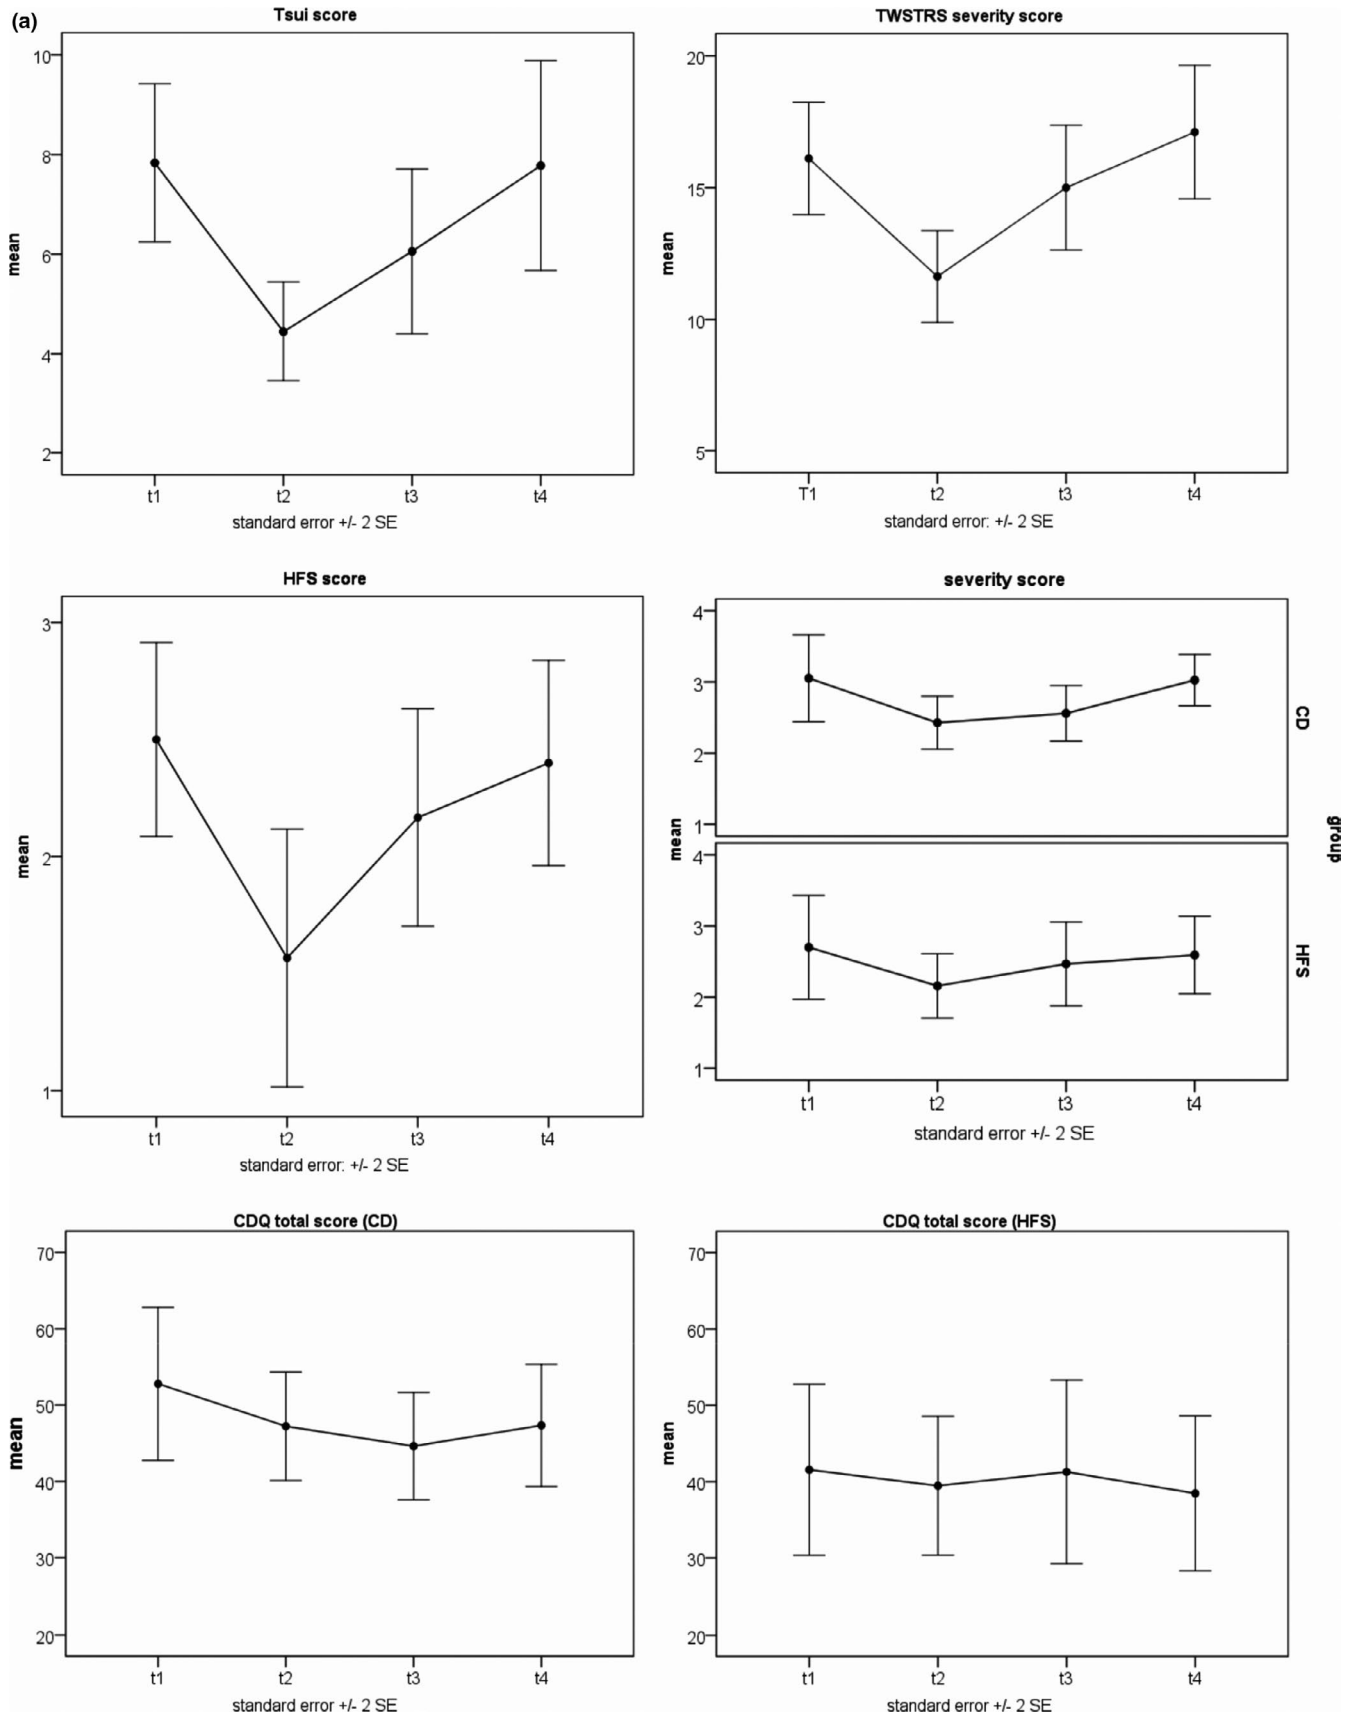 (a)
Tsui score
10
8
6
4
2
mean
t1 t2 t3 t4
standard error +/- 2 SE
TWSTRS severity score
20
15
10
5
mean
T1 t2 t3 t4
standard error: +/- 2 SE
HFS score
3
2
1
mean
t1 t2 t3 t4
standard error: +/- 2 SE
severity score
4
3
2
1
CD
4
3
2
1
HFS
mean
group
t1 t2 t3 t4
standard error +/- 2 SE
CDQ total score (CD)
70
60
50
40
30
20
mean
t1 t2 t3 t4
standard error +/- 2 SE
CDQ total score (HFS)
70
60
50
40
30
20
mean
t1 t2 t3 t4
standard error +/- 2 SE